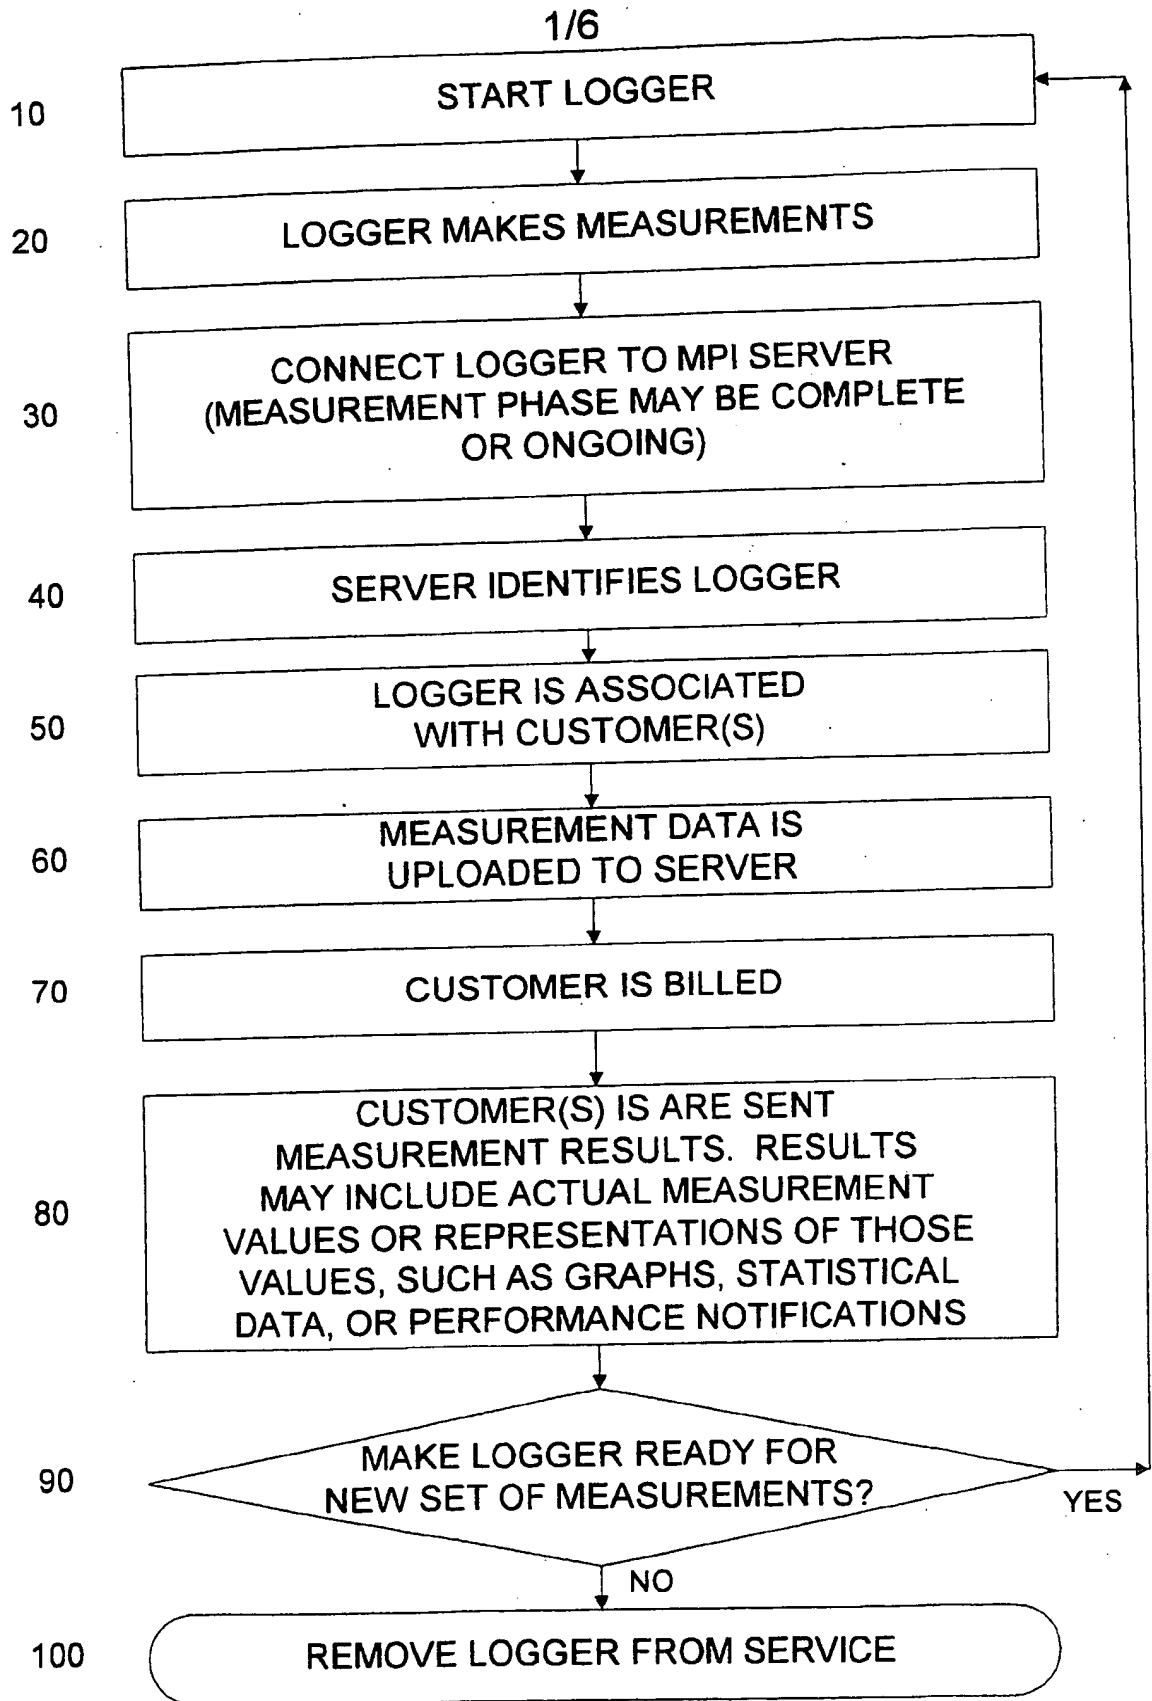 1/6
10
START LOGGER
20
LOGGER MAKES MEASUREMENTS
30
CONNECT LOGGER TO MPI SERVER
(MEASUREMENT PHASE MAY BE COMPLETE
OR ONGOING)
40
SERVER IDENTIFIES LOGGER
50
LOGGER IS ASSOCIATED
WITH CUSTOMER(S)
60
MEASUREMENT DATA IS
UPLOADED TO SERVER
70
CUSTOMER IS BILLED
80
CUSTOMER(S) IS ARE SENT
MEASUREMENT RESULTS. RESULTS
MAY INCLUDE ACTUAL MEASUREMENT
VALUES OR REPRESENTATIONS OF THOSE
VALUES, SUCH AS GRAPHS, STATISTICAL
DATA, OR PERFORMANCE NOTIFICATIONS
90
MAKE LOGGER READY FOR
NEW SET OF MEASUREMENTS?
YES
NO
100
REMOVE LOGGER FROM SERVICE